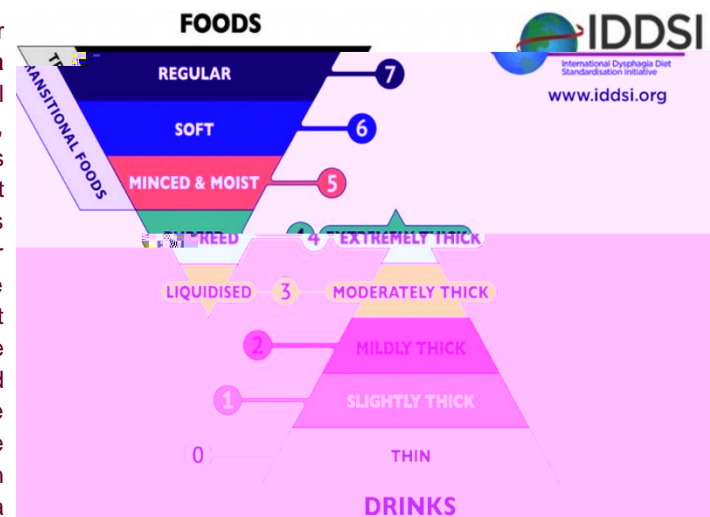 FOODS
IDDSI
International Dysphagia Diet
Standardisation Initiative
www.iddsi.org
TRANSITIONAL FOODS
REGULAR 7
SOFT 6
MINCED & MOIST 5
PUREED 4 EXTREMELY THICK
LIQUIDISED 3 MODERATELY THICK
2 MILDLY THICK
1 SLIGHTLY THICK
0 THIN
DRINKS